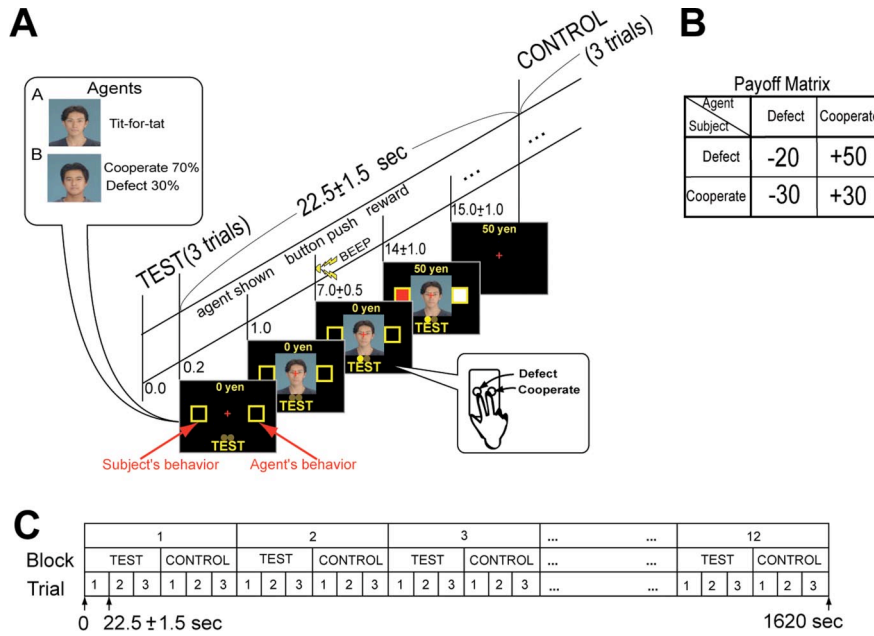 A
B
Agents
A
Tit-for-tat
B
Cooperate 70%
Defect 30%
CONTROL
(3 trials)
22.5±1.5 sec
TEST(3 trials)
agent shown
button push
reward
...
...
BEEP
0.0
0.2
1.0
7.0±0.5
14±1.0
15.0±1.0
0 yen
TEST
0 yen
TEST
0 yen
TEST
50 yen
TEST
50 yen
Subject's behavior
Agent's behavior
Defect
Cooperate
Payoff Matrix
Agent Defect Cooperate
Subject
Defect -20 +50
Cooperate -30 +30
C
1 2 3 ... ... 12
Block TEST CONTROL TEST CONTROL TEST CONTROL ... ... TEST CONTROL
Trial 1 2 3 1 2 3 1 2 3 1 2 3 1 2 3 1 2 3 ... ... 1 2 3 1 2 3
0 22.5 ± 1.5 sec 1620 sec